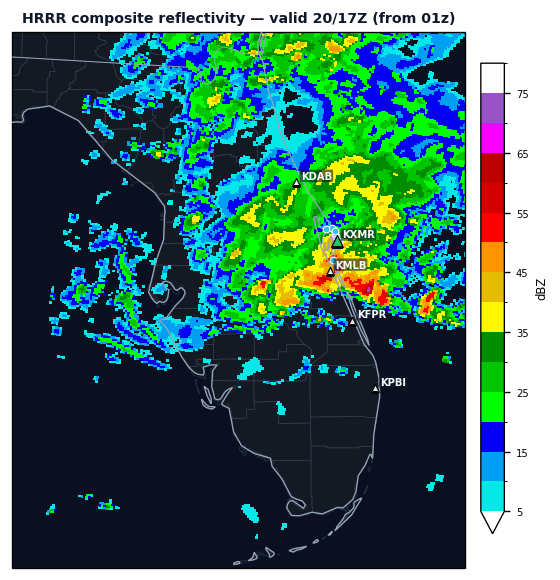 HRRR composite reflectivity — valid 20/17Z (from 01z)
KDAB
KXMR
KMLB
KFPR
KPBI
75
65
55
45
35
25
15
5
dBZ